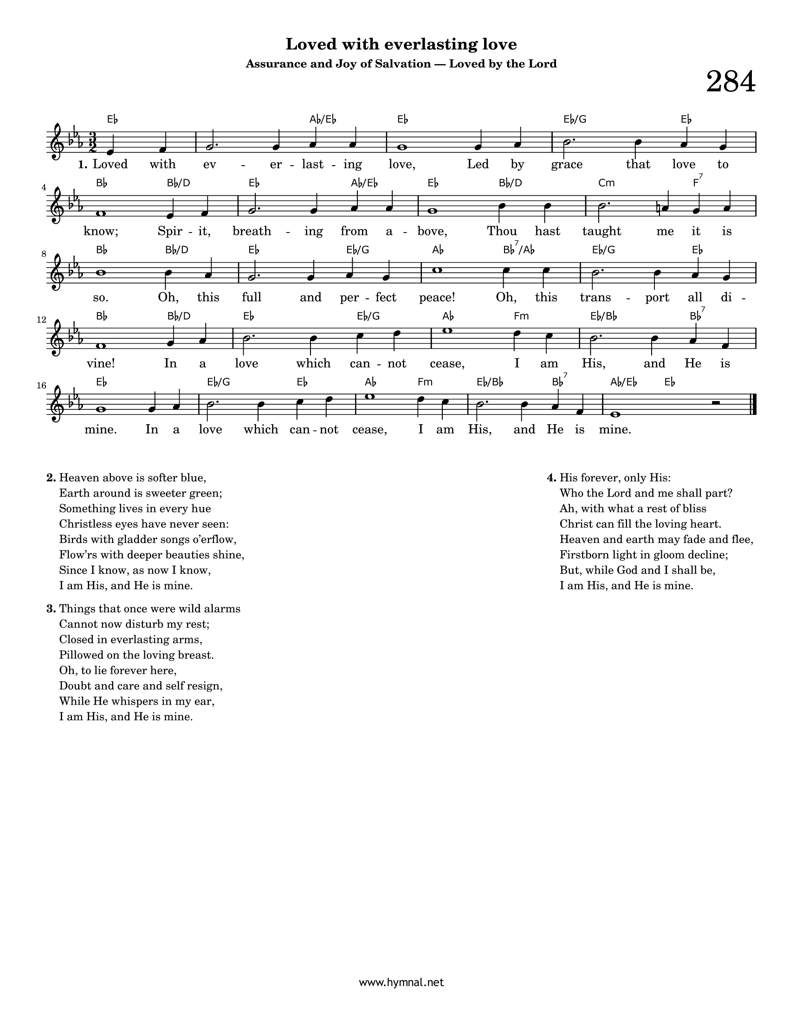 Loved with everlasting love
Assurance and Joy of Salvation — Loved by the Lord
284
E♭ A♭/E♭ E♭ E♭/G E♭
3
2
1. Loved with ev - er - last - ing love, Led by grace that love to
B♭ B♭/D E♭ A♭/E♭ E♭ B♭/D Cm F7
4
know; Spir - it, breath - ing from a - bove, Thou hast taught me it is
B♭ B♭/D E♭ E♭/G A♭ B♭7/A♭ E♭/G E♭
8
so. Oh, this full and per - fect peace! Oh, this trans - port all di -
B♭ B♭/D E♭ E♭/G A♭ Fm E♭/B♭ B♭7
12
vine! In a love which can - not cease, I am His, and He is
E♭ E♭/G E♭ A♭ Fm E♭/B♭ B♭7 A♭/E♭ E♭
16
mine. In a love which can - not cease, I am His, and He is mine.
2. Heaven above is softer blue,
Earth around is sweeter green;
Something lives in every hue
Christless eyes have never seen:
Birds with gladder songs o'erflow,
Flow'rs with deeper beauties shine,
Since I know, as now I know,
I am His, and He is mine.
3. Things that once were wild alarms
Cannot now disturb my rest;
Closed in everlasting arms,
Pillowed on the loving breast.
Oh, to lie forever here,
Doubt and care and self resign,
While He whispers in my ear,
I am His, and He is mine.
4. His forever, only His:
Who the Lord and me shall part?
Ah, with what a rest of bliss
Christ can fill the loving heart.
Heaven and earth may fade and flee,
Firstborn light in gloom decline;
But, while God and I shall be,
I am His, and He is mine.
www.hymnal.net